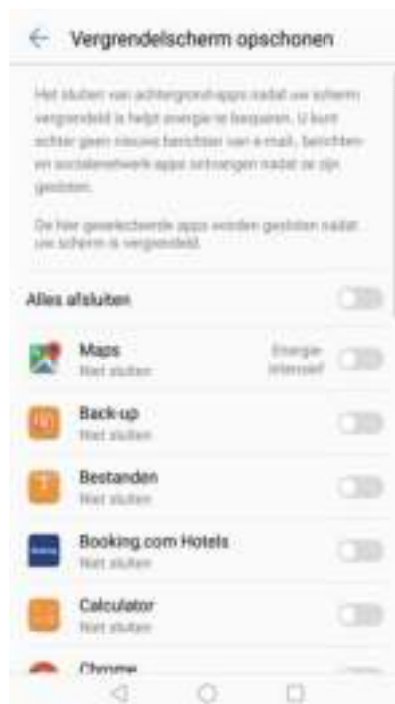 Vergrendelscherm opschonen
Het sluiten van achtergrond-apps nadat uw scherm
vergrendeld is helpt energie te besparen. U kunt
echter geen nieuwe berichten van e-mail, berichten-
en socialenetwerk-apps ontvangen nadat ze zijn
gesloten.
De hier geselecteerde apps worden gesloten nadat
uw scherm is vergrendeld.
Alles afsluiten
Maps
Energie-
intensief
Niet sluiten
Back-up
Niet sluiten
Bestanden
Niet sluiten
Booking.com Hotels
Niet sluiten
Calculator
Niet sluiten
Chrome